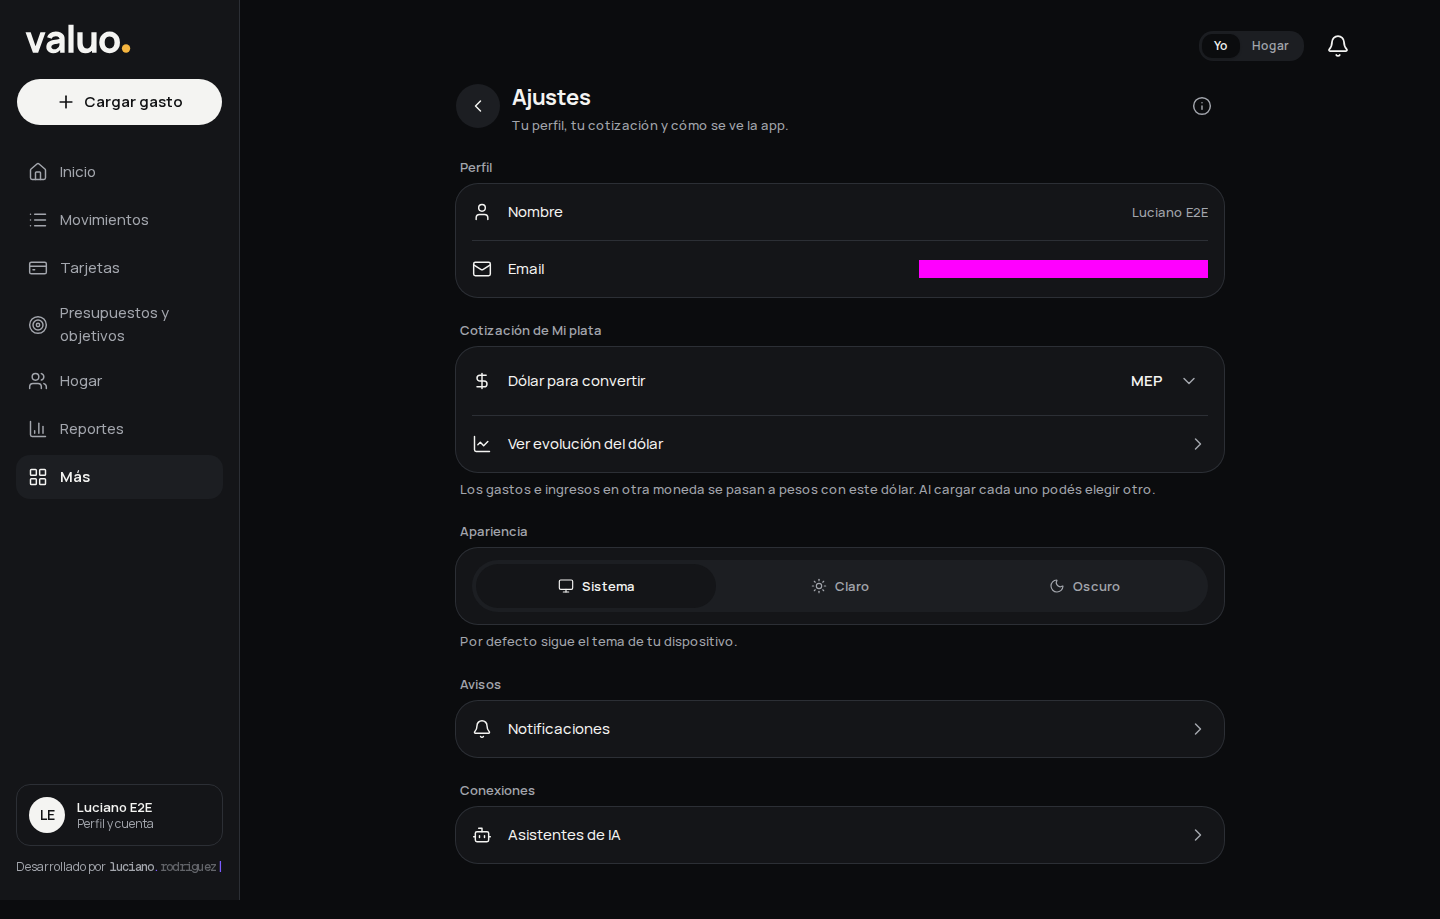 valuo.
Yo
Hogar
Cargar gasto
Ajustes
Tu perfil, tu cotización y cómo se ve la app.
Inicio
Movimientos
Tarjetas
Presupuestos y
objetivos
Hogar
Reportes
Más
Perfil
Nombre
Luciano E2E
Email
Cotización de Mi plata
Dólar para convertir
MEP
Ver evolución del dólar
Los gastos e ingresos en otra moneda se pasan a pesos con este dólar. Al cargar cada uno podés elegir otro.
Apariencia
Sistema
Claro
Oscuro
Por defecto sigue el tema de tu dispositivo.
Avisos
Notificaciones
Conexiones
Asistentes de IA
LE
Luciano E2E
Perfil y cuenta
Desarrollado por luciano.rodriguez|